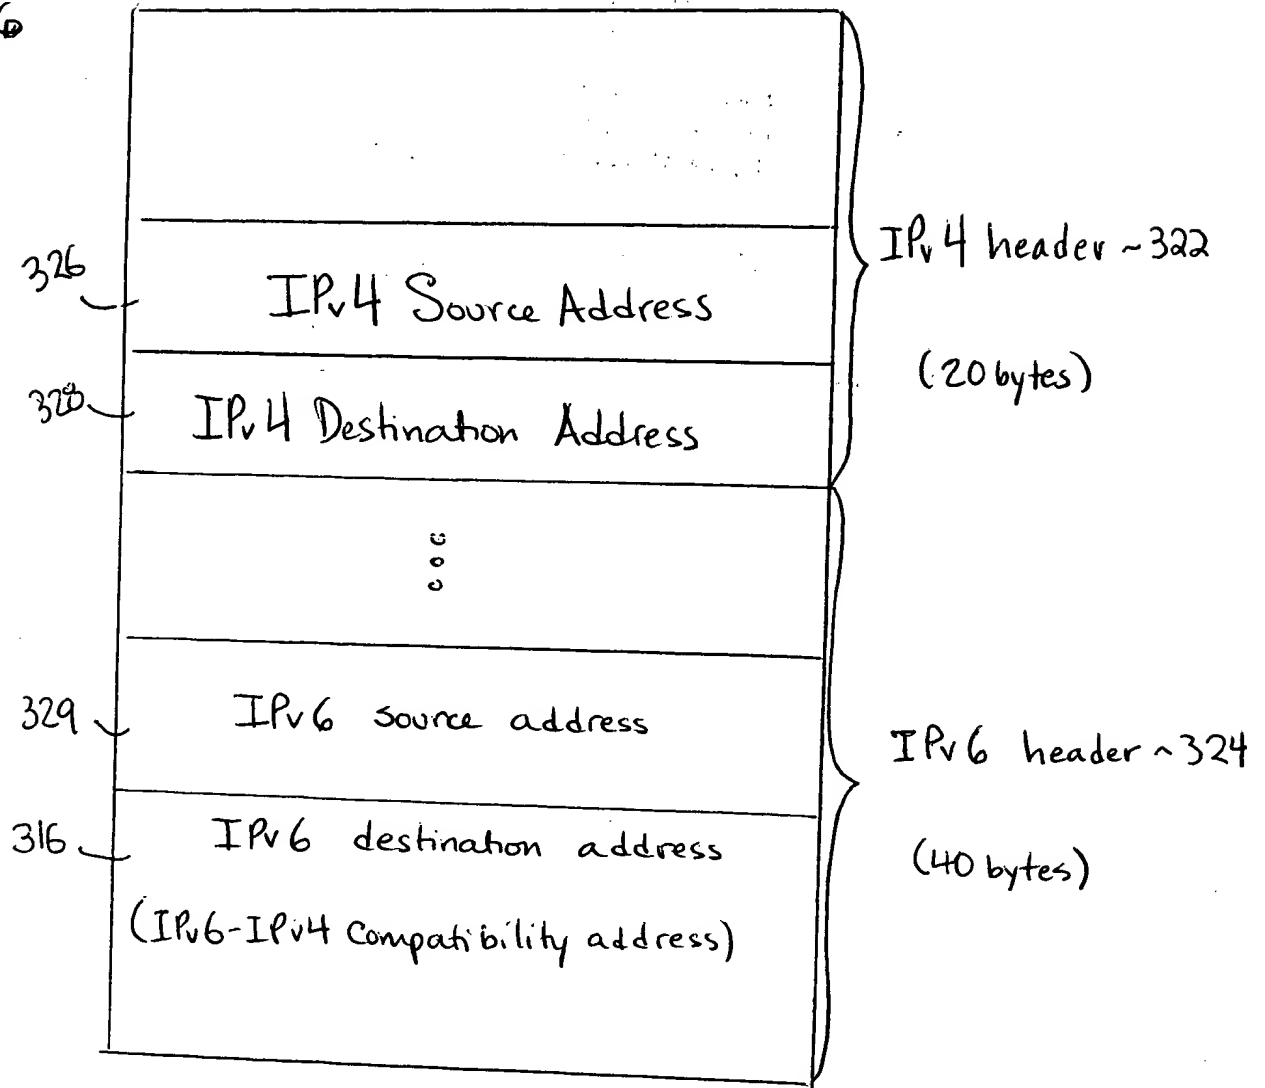 IPv4 header ~322
326
IPv4 Source Address
(20 bytes)
328
IPv4 Destination Address
329
IPv6 source address
IPv6 header ~324
316
IPv6 destination address
(40 bytes)
(IPv6-IPv4 Compatibility address)